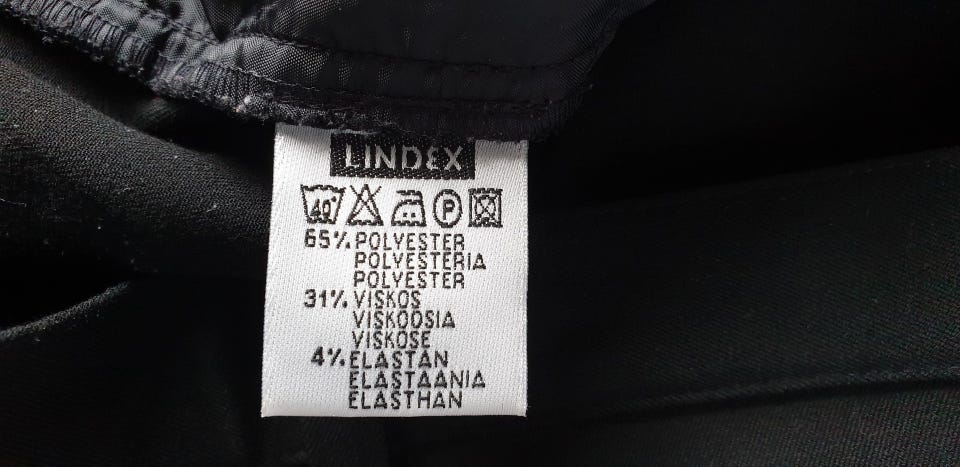 LINDEX
40° P
65% POLYESTER
POLYESTERIA
POLYESTER
31% VISKOS
VISKOOSIA
VISKOSE
4% ELASTAN
ELASTAANIA
ELASTHAN